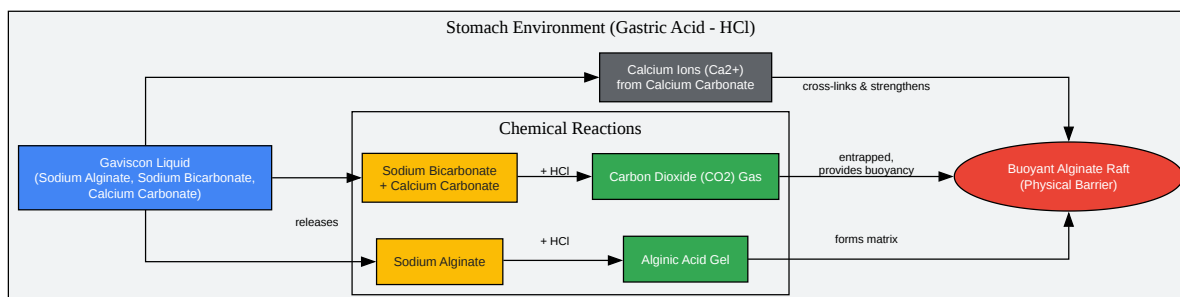 Stomach Environment (Gastric Acid - HCl)
Calcium Ions (Ca2+)
from Calcium Carbonate
cross-links & strengthens
Chemical Reactions
Gaviscon Liquid
(Sodium Alginate, Sodium Bicarbonate,
Calcium Carbonate)
Sodium Bicarbonate
+ Calcium Carbonate
+ HCl
Carbon Dioxide (CO2) Gas
entrapped,
provides buoyancy
Buoyant Alginate Raft
(Physical Barrier)
releases
Sodium Alginate
+ HCl
Alginic Acid Gel
forms matrix